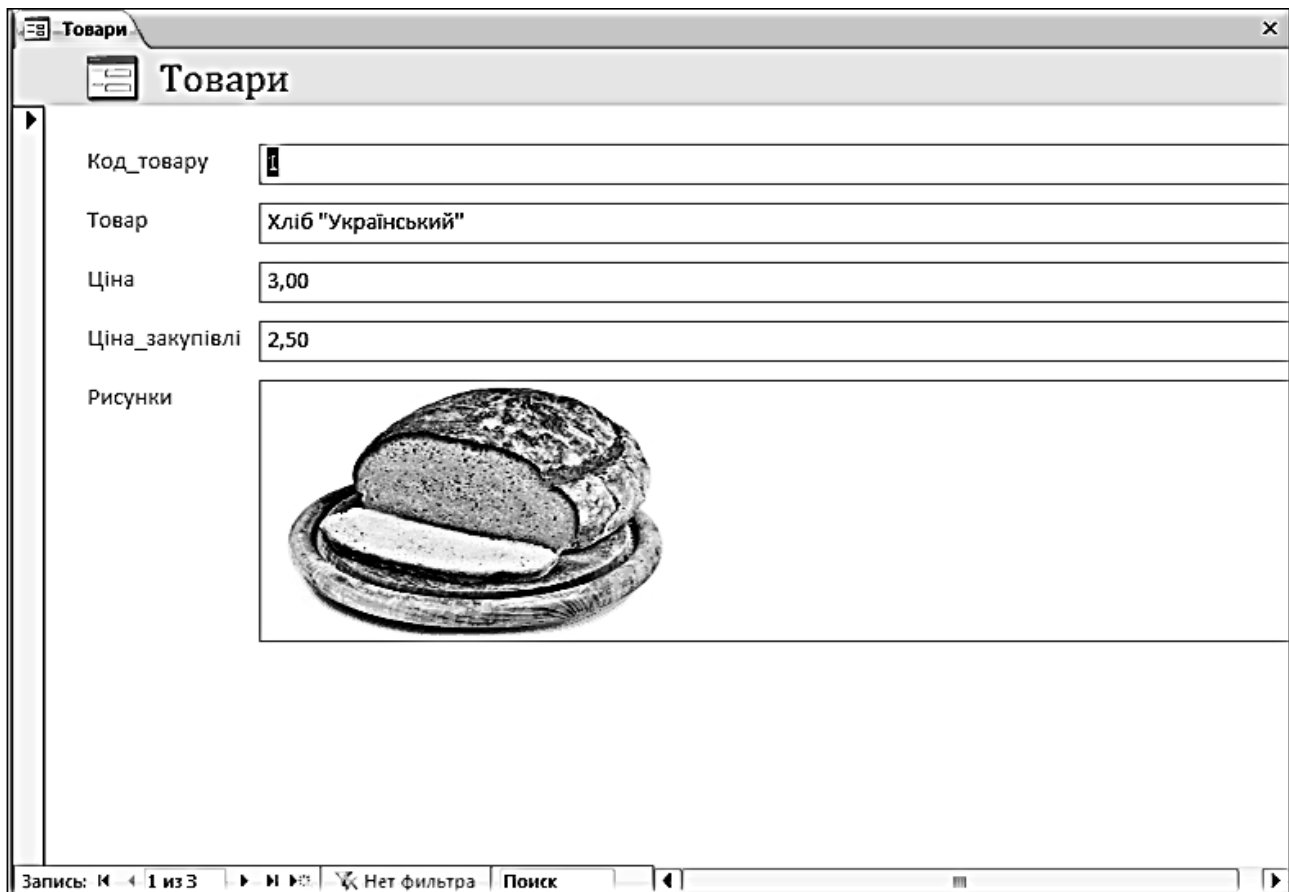 Товари
Товари
Код_товару 1
Товар Хліб "Український"
Ціна 3,00
Ціна_закупівлі 2,50
Рисунки
Запись: 1 из 3 Нет фильтра Поиск